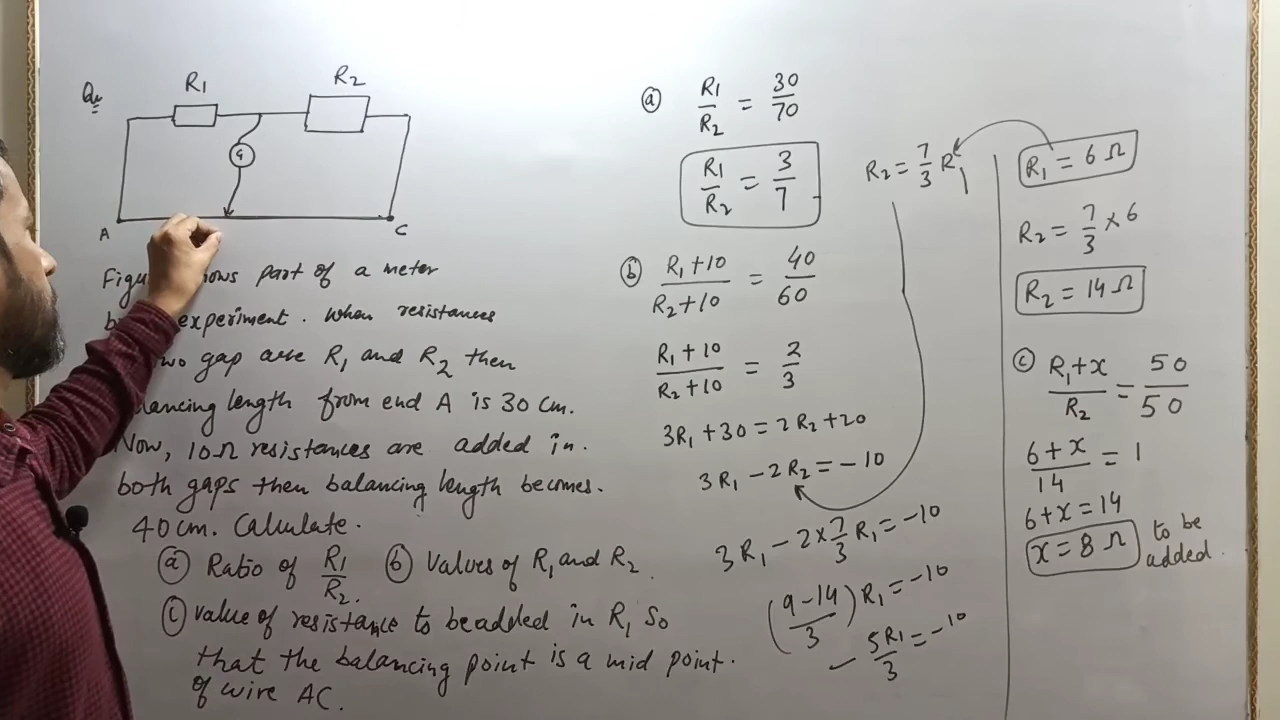 Qu
R1
R2
G
A
C
Figu ows part of a meter
experiment. When resistances
wo gap are R1 and R2 then
lancing length from end A is 30 cm.
Now, 10Ω resistances are added in.
both gaps then balancing length becomes.
40 cm. Calculate.
ⓐ Ratio of R1/R2. ⓑ Values of R1 and R2.
ⓒ Value of resistance to be added in R1 So
that the balancing point is a mid point.
of wire AC.
ⓐ R1/R2 = 30/70
R1/R2 = 3/7
R2 = 7/3 R1
ⓑ R1+10/R2+10 = 40/60
R1+10/R2+10 = 2/3
3R1+30 = 2R2+20
3R1 - 2R2 = -10
3R1 - 2×7/3 R1 = -10
(9-14/3) R1 = -10
- 5R1/3 = -10
R1 = 6Ω
R2 = 7/3 × 6
R2 = 14Ω
ⓒ R1+x/R2 = 50/50
6+x/14 = 1
6+x = 14
x = 8Ω to be
added.